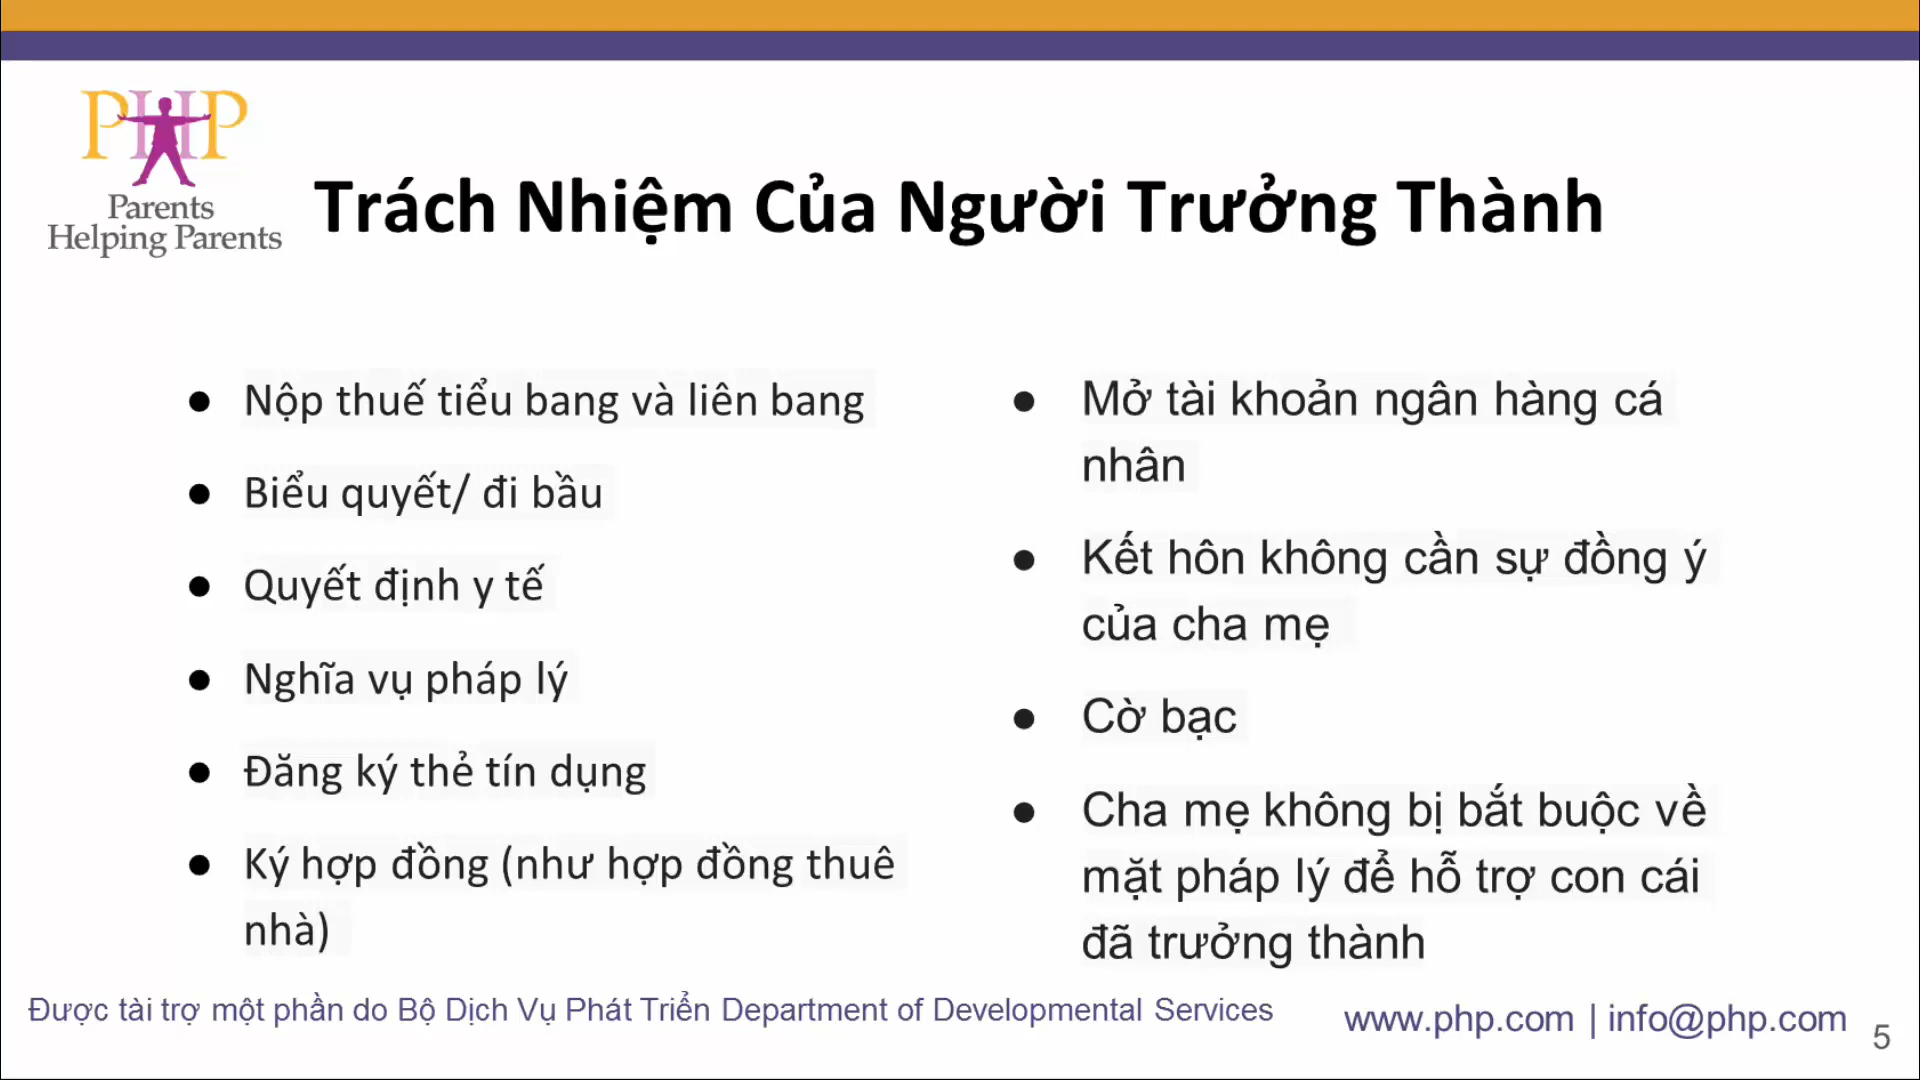 PHP
Parents
Helping Parents
Trách Nhiệm Của Người Trưởng Thành
● Nộp thuế tiểu bang và liên bang
● Biểu quyết/ đi bầu
● Quyết định y tế
● Nghĩa vụ pháp lý
● Đăng ký thẻ tín dụng
● Ký hợp đồng (như hợp đồng thuê
nhà)
● Mở tài khoản ngân hàng cá
nhân
● Kết hôn không cần sự đồng ý
của cha mẹ
● Cờ bạc
● Cha mẹ không bị bắt buộc về
mặt pháp lý để hỗ trợ con cái
đã trưởng thành
Được tài trợ một phần do Bộ Dịch Vụ Phát Triển Department of Developmental Services
www.php.com | info@php.com
5